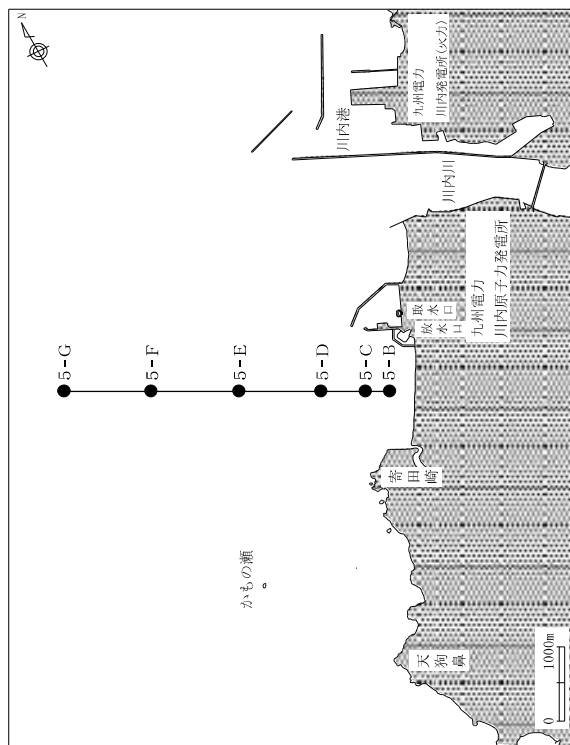 N
川内港
九州電力
川内発電所(火力)
川内川
取水口
放水口
九州電力
川内原子力発電所
5-G
5-F
5-E
5-D
5-C
5-B
寄田崎
かもの瀬
天狗鼻
0 1000m